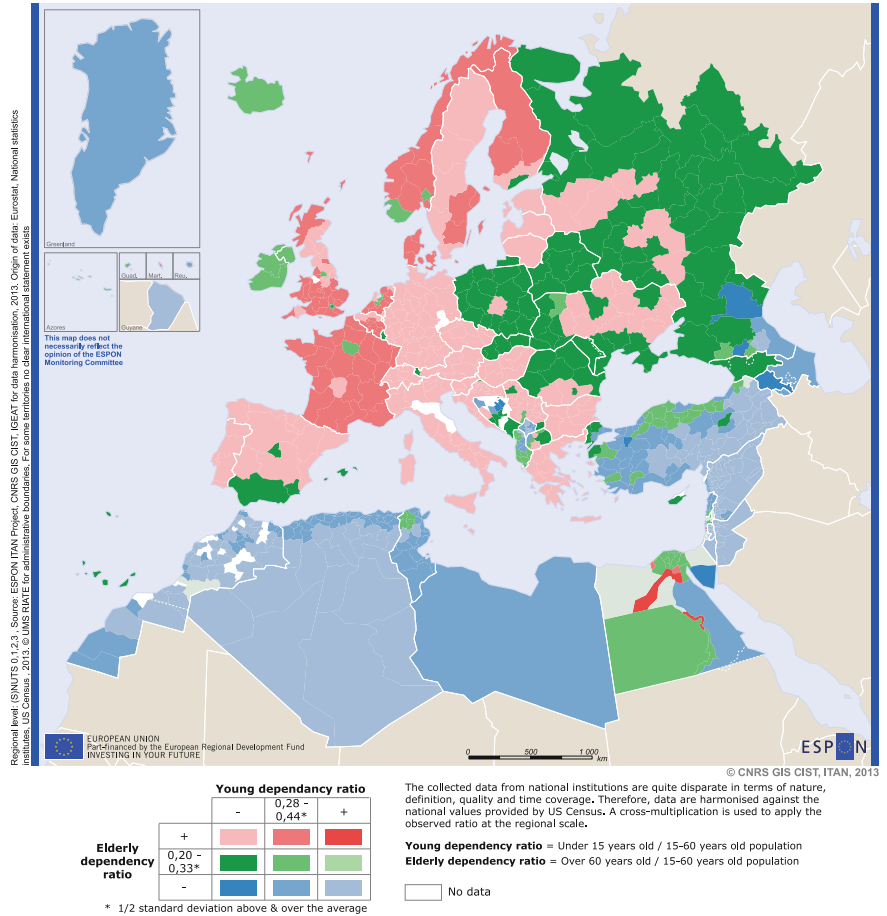 Greenland
Azores
Guad.
Mart.
Reu.
Guyane
This map does not
necessarily reflect the
opinion of the ESPON
Monitoring Committee
Regional level: (S)NUTS 0,1,2,3 . Source: ESPON ITAN Project, CNRS GIS CIST, IGEAT for data harmonisation, 2013. Origin of data: Eurostat, National statistics
institutes, US Census , 2013. © UMS RIATE for administrative boundaries, For some territories no clear international statement exists
EUROPEAN UNION
Part-financed by the European Regional Development Fund
INVESTING IN YOUR FUTURE
0 500 1 000
km
ESPON
© CNRS GIS CIST, ITAN, 2013
Young dependancy ratio
- 0,28 - 0,44* +
Elderly
dependency
ratio
+
0,20 -
0,33*
-
* 1/2 standard deviation above & over the average
The collected data from national institutions are quite disparate in terms of nature,
definition, quality and time coverage. Therefore, data are harmonised against the
national values provided by US Census. A cross-multiplication is used to apply the
observed ratio at the regional scale.
Young dependency ratio = Under 15 years old / 15-60 years old population
Elderly dependency ratio = Over 60 years old / 15-60 years old population
No data